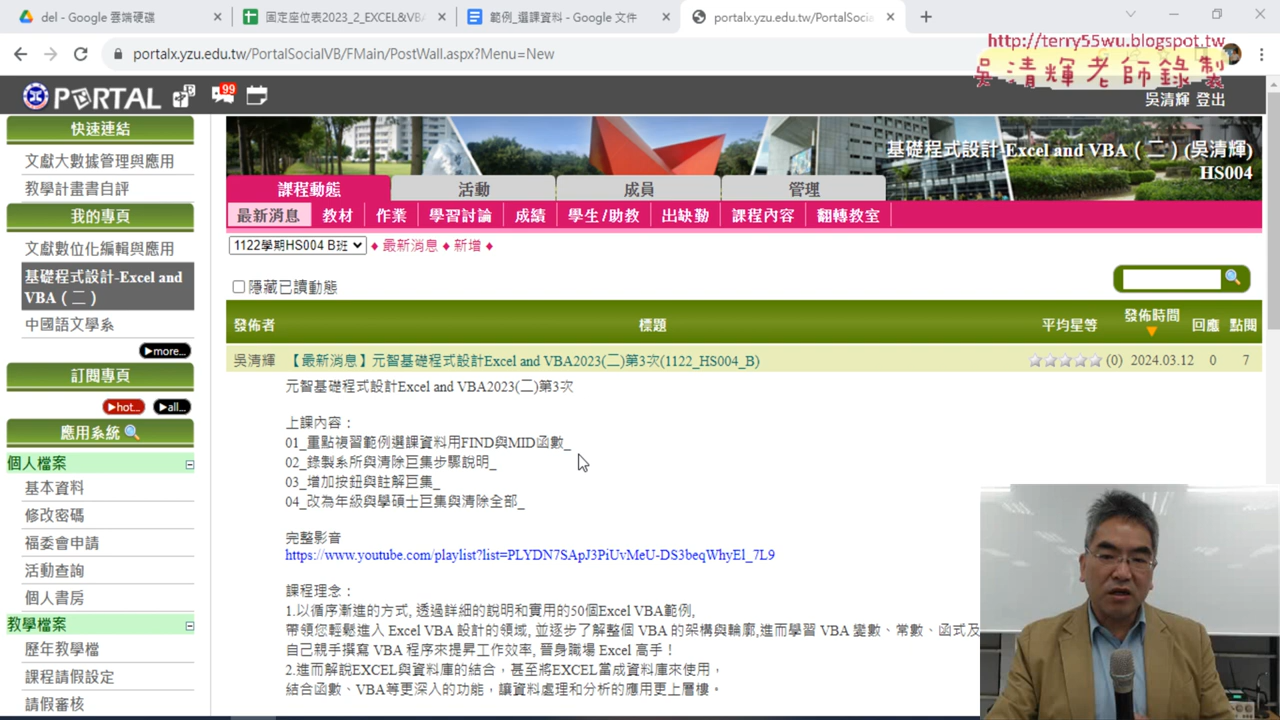 del - Google 雲端硬碟
固定座位表2023_2_EXCEL&VBA
範例_選課資料 - Google 文件
portalx.yzu.edu.tw/PortalSocia
portalx.yzu.edu.tw/PortalSocialVB/FMain/PostWall.aspx?Menu=New
http://terry55wu.blogspot.tw
吳清輝老師錄製
PORTAL
99
吳清輝 登出
快速連結
文獻大數據管理與應用
教學計畫書自評
我的專頁
文獻數位化編輯與應用
基礎程式設計-Excel and
VBA（二）
中國語文學系
▶more...
訂閱專頁
▶hot...
▶all...
應用系統
個人檔案
基本資料
修改密碼
福委會申請
活動查詢
個人書房
教學檔案
歷年教學檔
課程請假設定
請假審核
基礎程式設計-Excel and VBA（二）(吳清輝)
HS004
課程動態 活動 成員 管理
最新消息 教材 作業 學習討論 成績 學生/助教 出缺勤 課程內容 翻轉教室
1122學期HS004 B班 ♦ 最新消息 ♦ 新增 ♦
隱藏已讀動態
發佈者 標題 平均星等 發佈時間 回應 點閱
吳清輝 【最新消息】元智基礎程式設計Excel and VBA2023(二)第3次(1122_HS004_B) (0) 2024.03.12 0 7
元智基礎程式設計Excel and VBA2023(二)第3次
上課內容：
01_重點複習範例選課資料用FIND與MID函數_
02_錄製系所與清除巨集步驟說明_
03_增加按鈕與註解巨集_
04_改為年級與學碩士巨集與清除全部_
完整影音
https://www.youtube.com/playlist?list=PLYDN7SApJ3PiUvMeU-DS3beqWhyEl_7L9
課程理念：
1.以循序漸進的方式, 透過詳細的說明和實用的50個Excel VBA範例,
帶領您輕鬆進入 Excel VBA 設計的領域, 並逐步了解整個 VBA 的架構與輪廓,進而學習 VBA 變數、常數、函式及
自己親手撰寫 VBA 程序來提昇工作效率, 晉身職場 Excel 高手！
2.進而解說EXCEL與資料庫的結合，甚至將EXCEL當成資料庫來使用，
結合函數、VBA等更深入的功能，讓資料處理和分析的應用更上層樓。